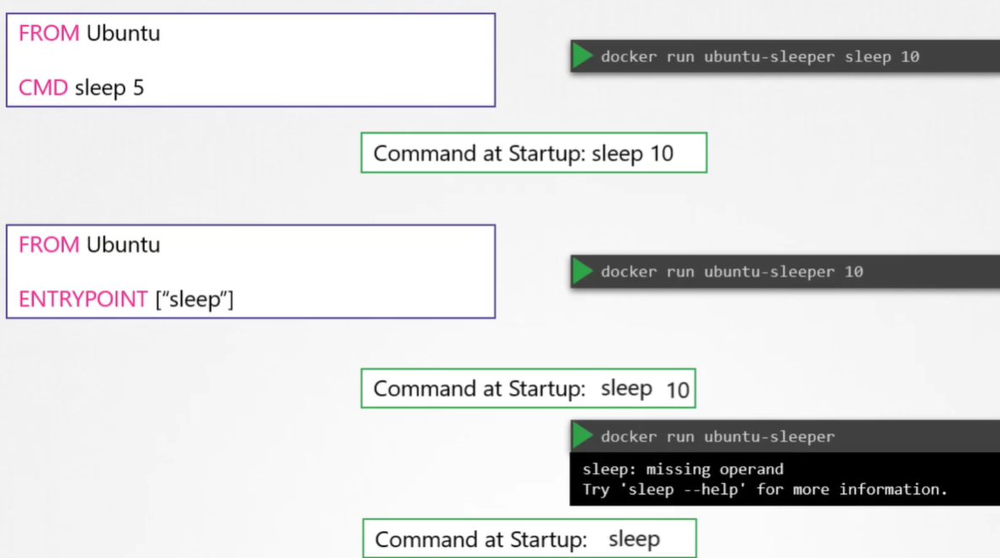 FROM Ubuntu
CMD sleep 5
docker run ubuntu-sleeper sleep 10
Command at Startup: sleep 10
FROM Ubuntu
ENTRYPOINT [“sleep”]
docker run ubuntu-sleeper 10
Command at Startup: sleep 10
docker run ubuntu-sleeper
sleep: missing operand
Try 'sleep --help' for more information.
Command at Startup: sleep